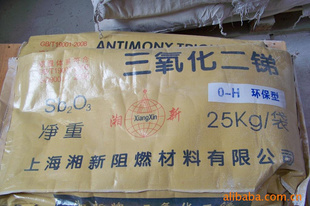 ANTIMONY TRIO
三氧化二锑
Sb₂O₃
0-H 环保型
湘 XiangXin 新
净重 25Kg/袋
上海湘新阻燃材料有限公司
alibaba.com.cn